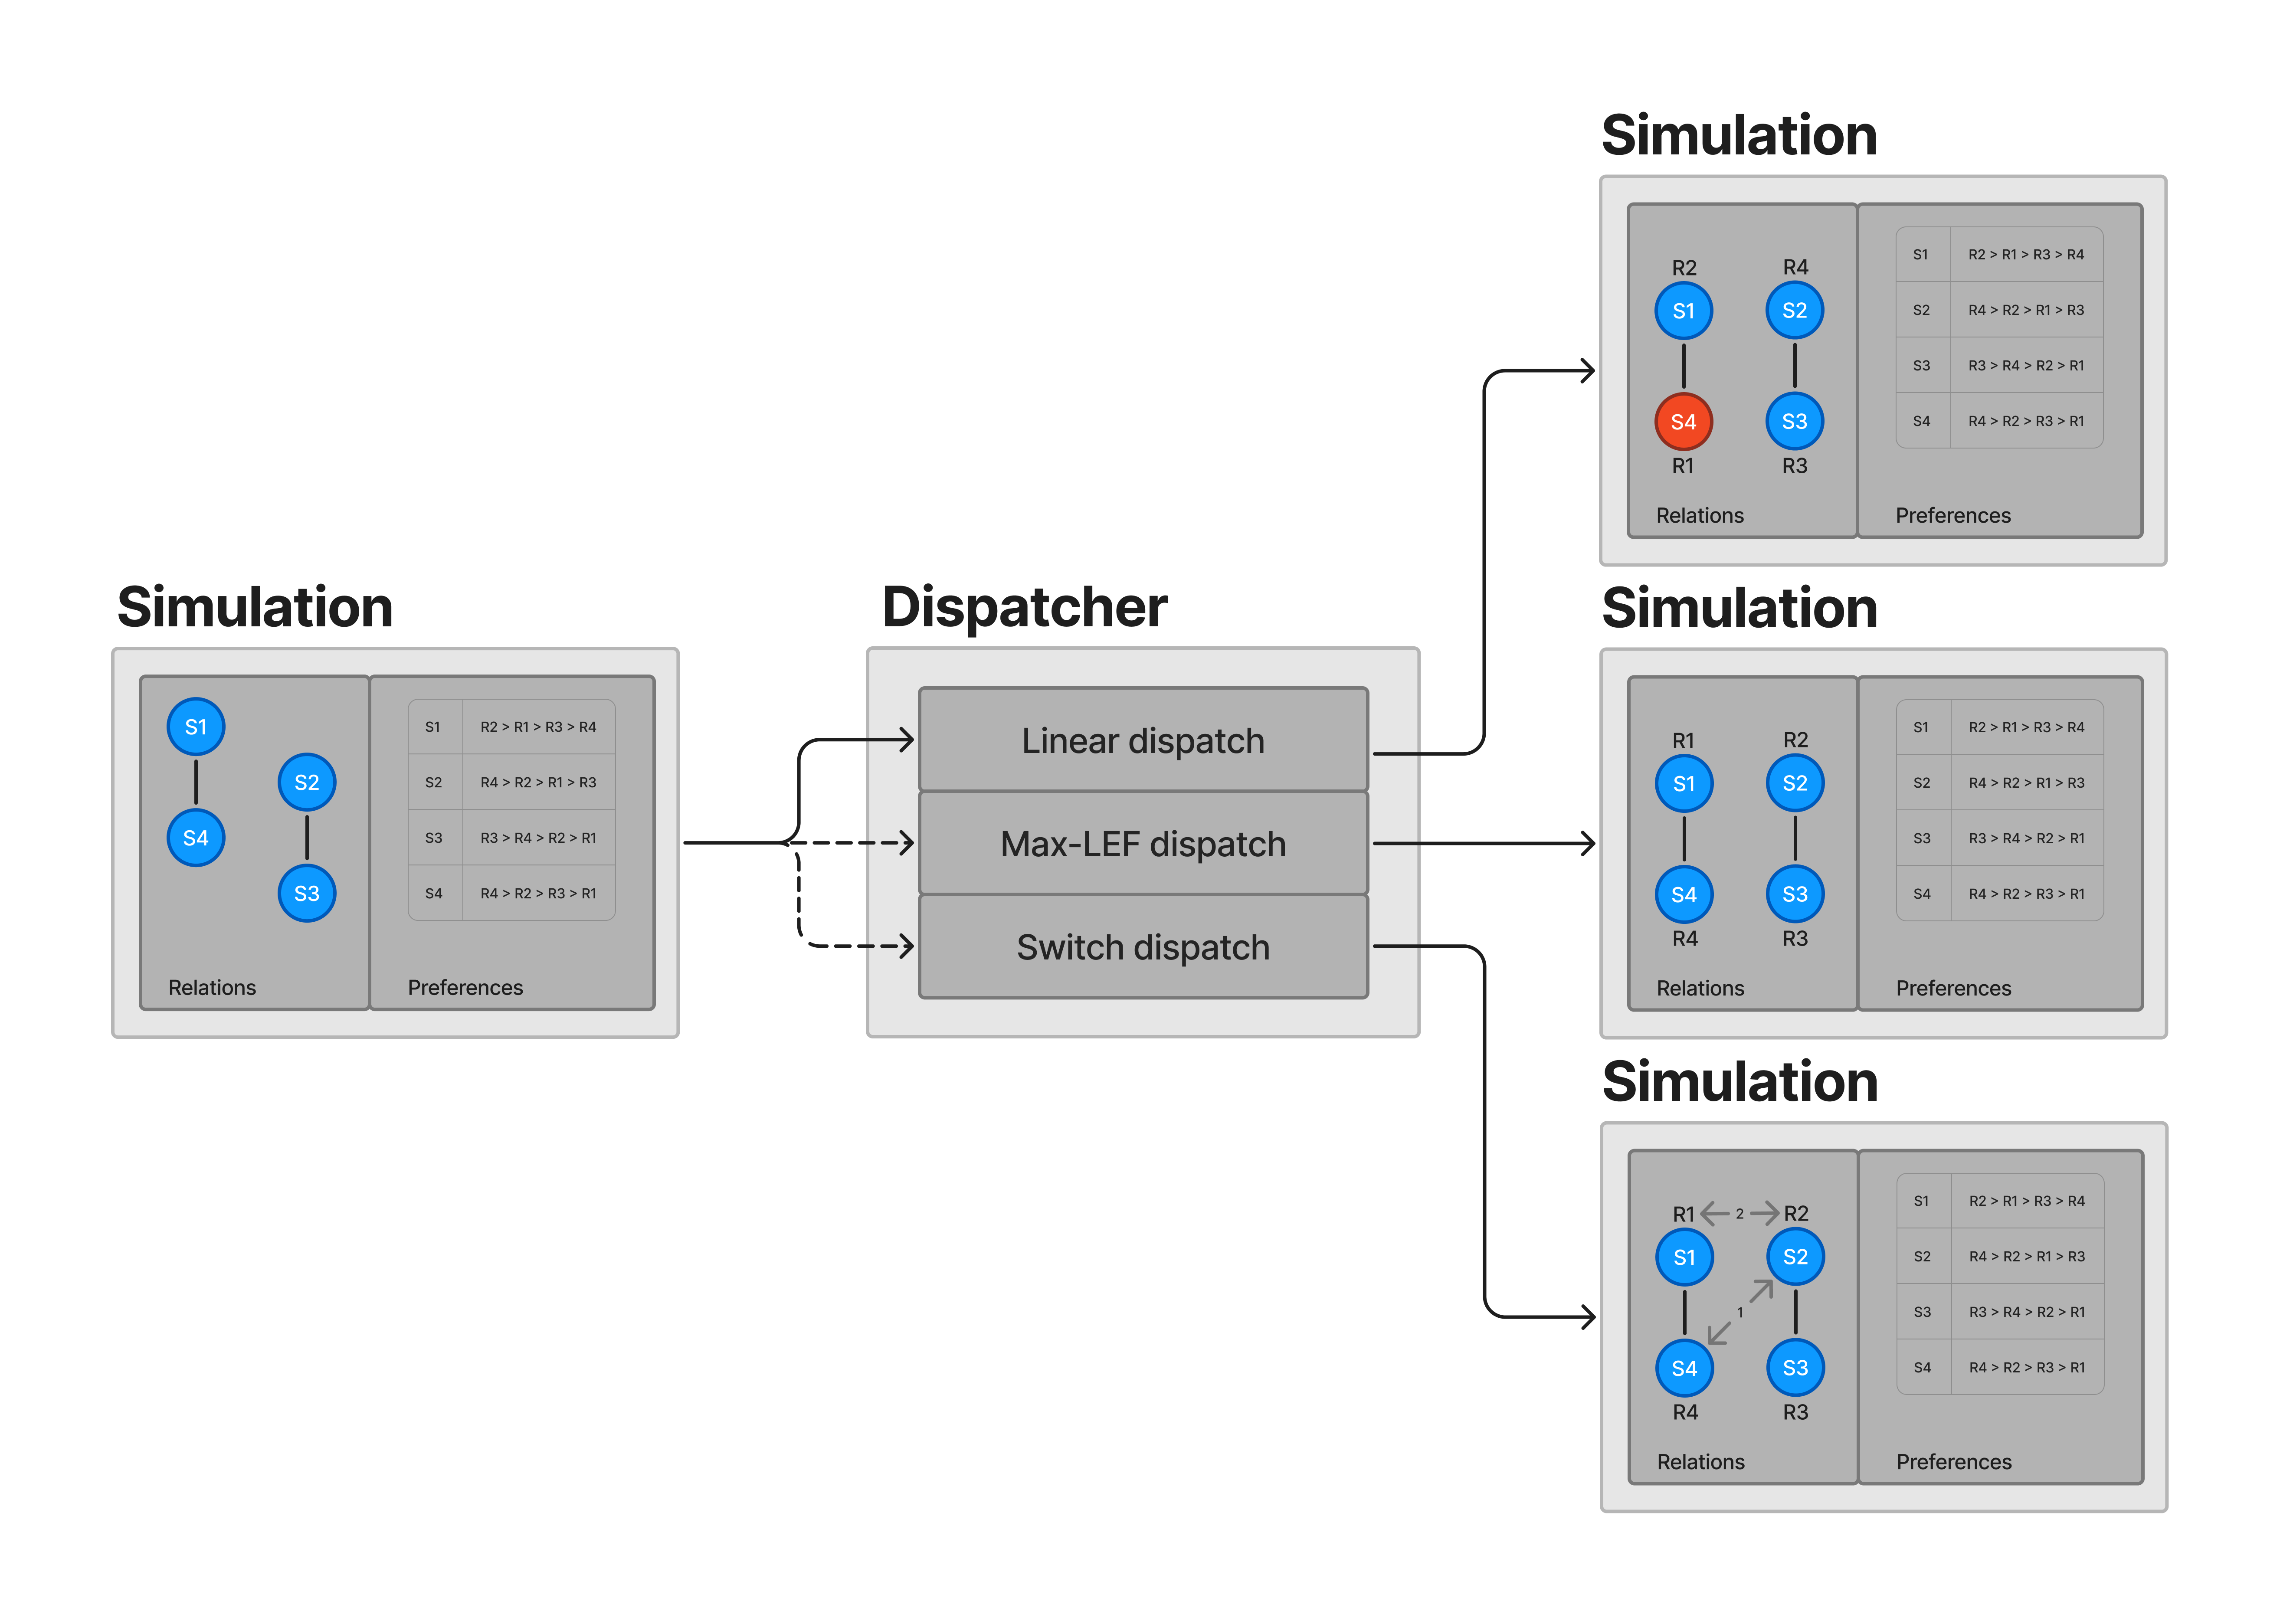 Simulation
S1
S4
S2
S3
Relations
S1 R2 > R1 > R3 > R4
S2 R4 > R2 > R1 > R3
S3 R3 > R4 > R2 > R1
S4 R4 > R2 > R3 > R1
Preferences
Dispatcher
Linear dispatch
Max-LEF dispatch
Switch dispatch
Simulation
R2 R4
S1 S2
S4 S3
R1 R3
Relations
S1 R2 > R1 > R3 > R4
S2 R4 > R2 > R1 > R3
S3 R3 > R4 > R2 > R1
S4 R4 > R2 > R3 > R1
Preferences
Simulation
R1 R2
S1 S2
S4 S3
R4 R3
Relations
S1 R2 > R1 > R3 > R4
S2 R4 > R2 > R1 > R3
S3 R3 > R4 > R2 > R1
S4 R4 > R2 > R3 > R1
Preferences
Simulation
R1 2 R2
S1 S2
1
S4 S3
R4 R3
Relations
S1 R2 > R1 > R3 > R4
S2 R4 > R2 > R1 > R3
S3 R3 > R4 > R2 > R1
S4 R4 > R2 > R3 > R1
Preferences